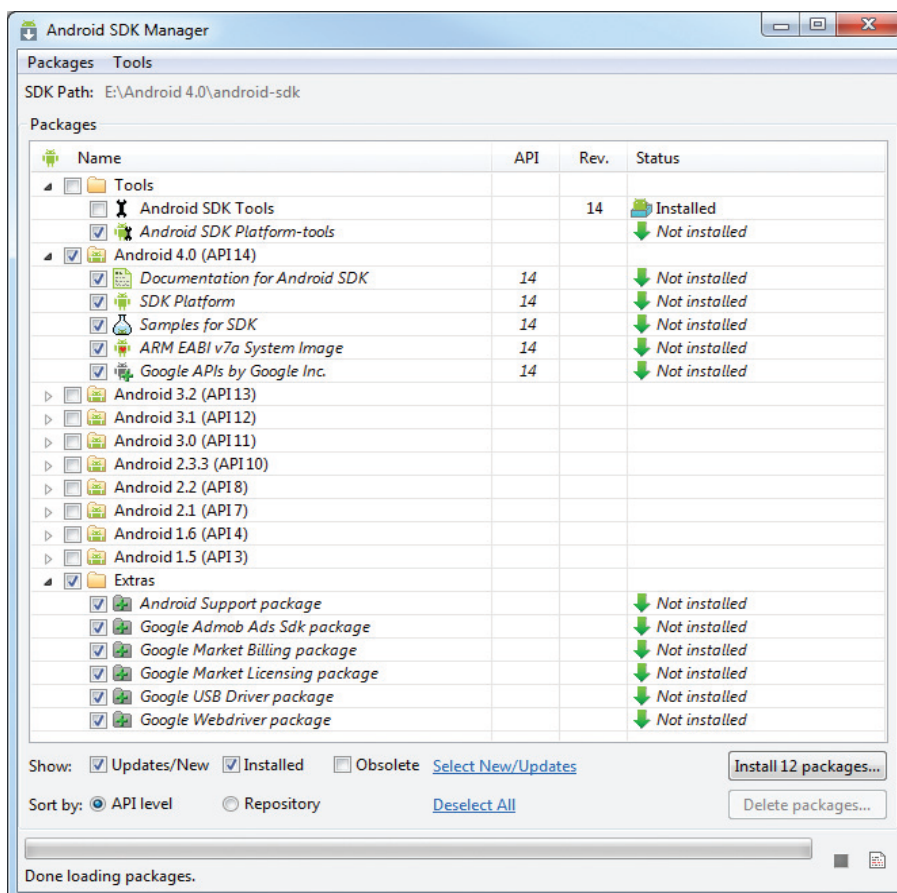 Android SDK Manager
Packages Tools
SDK Path: E:\Android 4.0\android-sdk
Packages
Name API Rev. Status
Tools
Android SDK Tools 14 Installed
Android SDK Platform-tools Not installed
Android 4.0 (API 14)
Documentation for Android SDK 14 Not installed
SDK Platform 14 Not installed
Samples for SDK 14 Not installed
ARM EABI v7a System Image 14 Not installed
Google APIs by Google Inc. 14 Not installed
Android 3.2 (API 13)
Android 3.1 (API 12)
Android 3.0 (API 11)
Android 2.3.3 (API 10)
Android 2.2 (API 8)
Android 2.1 (API 7)
Android 1.6 (API 4)
Android 1.5 (API 3)
Extras
Android Support package Not installed
Google Admob Ads Sdk package Not installed
Google Market Billing package Not installed
Google Market Licensing package Not installed
Google USB Driver package Not installed
Google Webdriver package Not installed
Show: Updates/New Installed Obsolete Select New/Updates Install 12 packages...
Sort by: API level Repository Deselect All Delete packages...
Done loading packages.